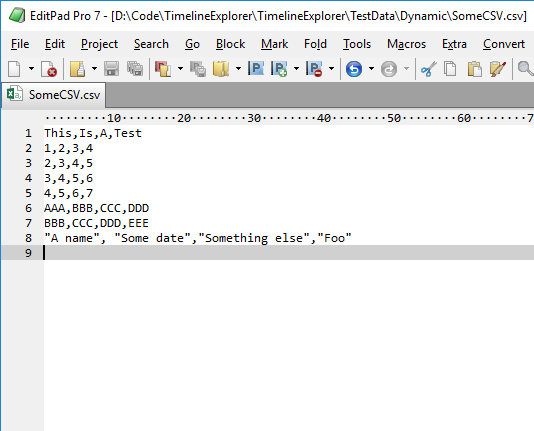 EditPad Pro 7 - [D:\Code\TimelineExplorer\TimelineExplorer\TestData\Dynamic\SomeCSV.csv]
File Edit Project Search Go Block Mark Fold Tools Macros Extra Convert
SomeCSV.csv
·········10········20········30········40········50········60········7
1 This,Is,A,Test
2 1,2,3,4
3 2,3,4,5
4 3,4,5,6
5 4,5,6,7
6 AAA,BBB,CCC,DDD
7 BBB,CCC,DDD,EEE
8 "A name", "Some date","Something else","Foo"
9